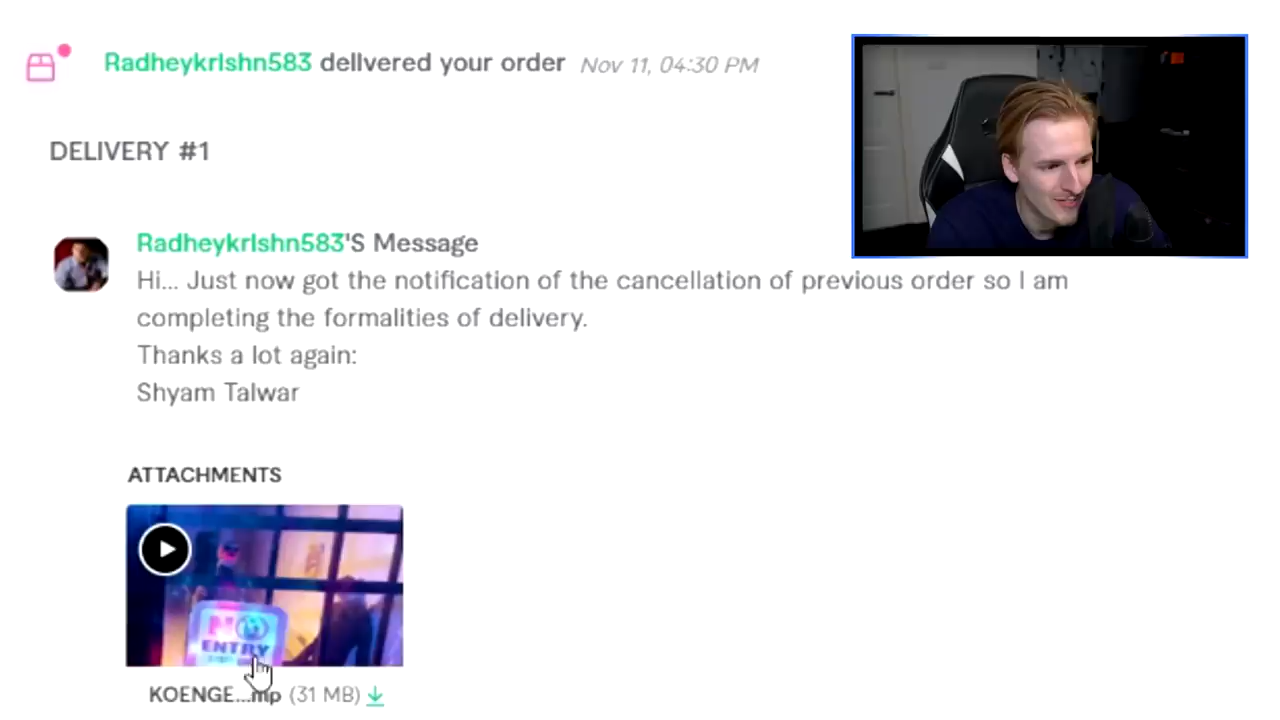 Radheykrishn583 delivered your order Nov 11, 04:30 PM
DELIVERY #1
Radheykrishn583'S Message
Hi... Just now got the notification of the cancellation of previous order so I am
completing the formalities of delivery.
Thanks a lot again:
Shyam Talwar
ATTACHMENTS
NO
ENTRY
KOENGE...mp (31 MB)